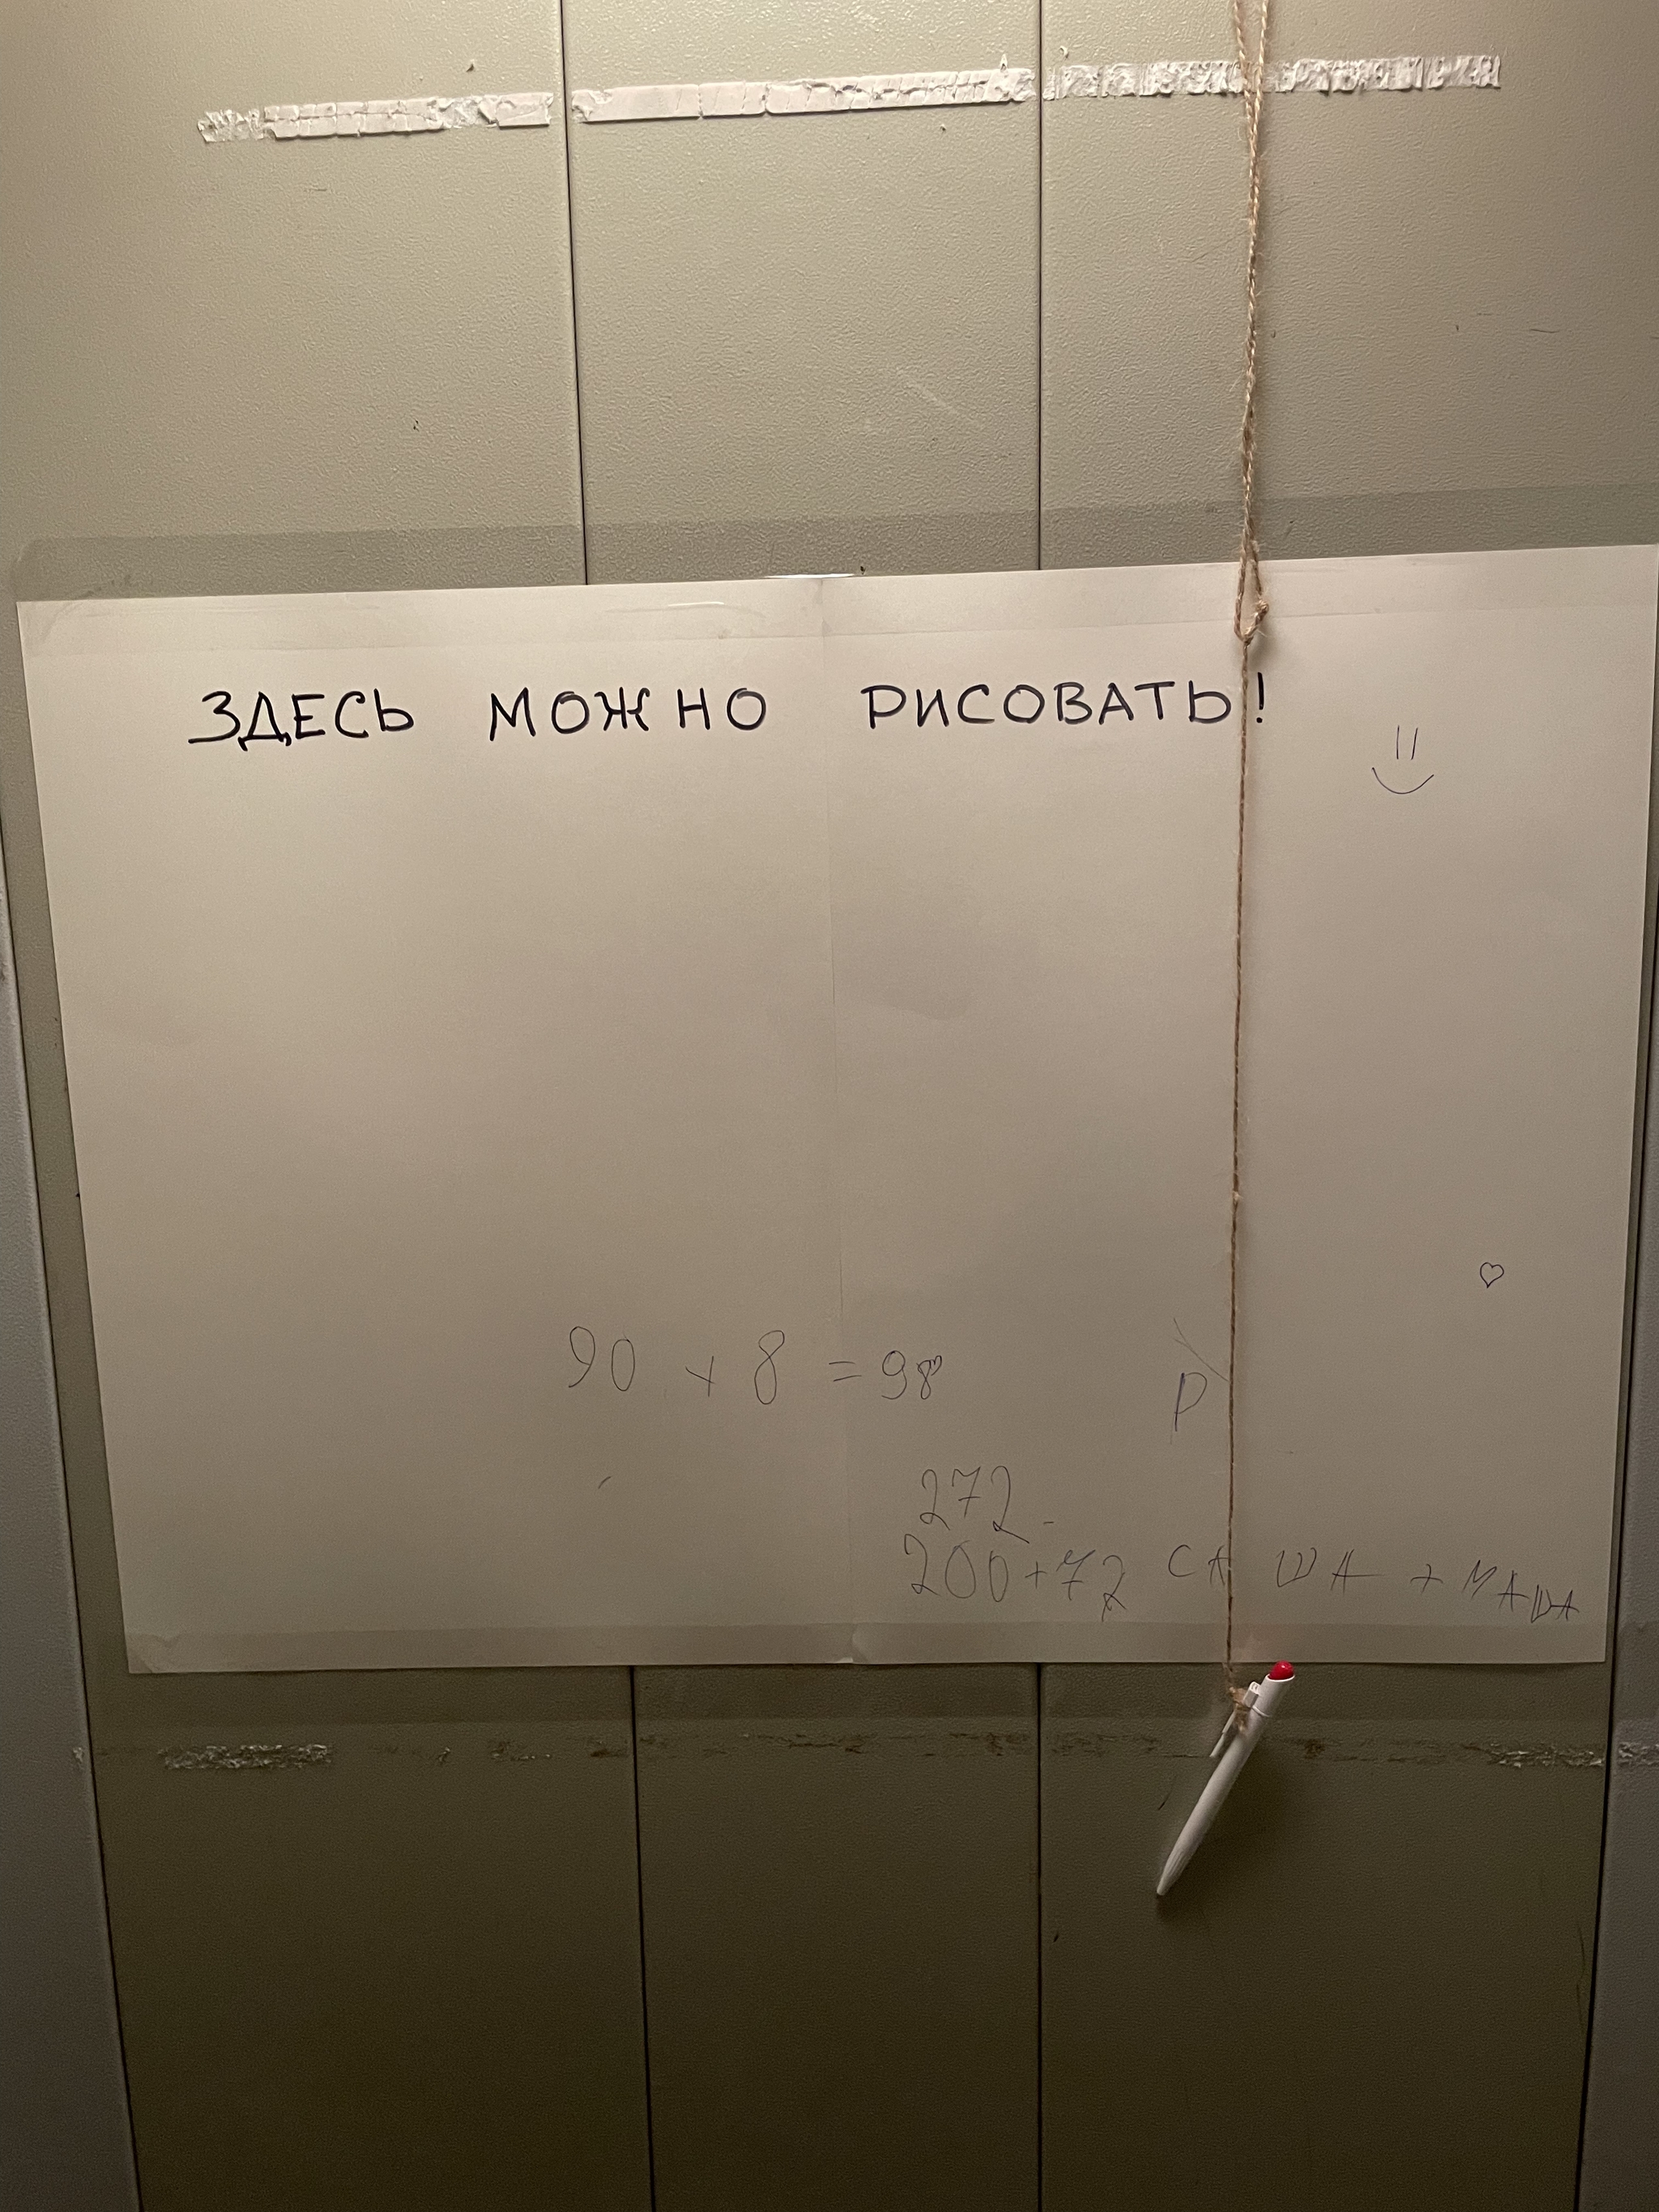 ЗДЕСЬ МОЖНО РИСОВАТЬ!
90 + 8 = 98
Р
272
200+72 САША + МАША